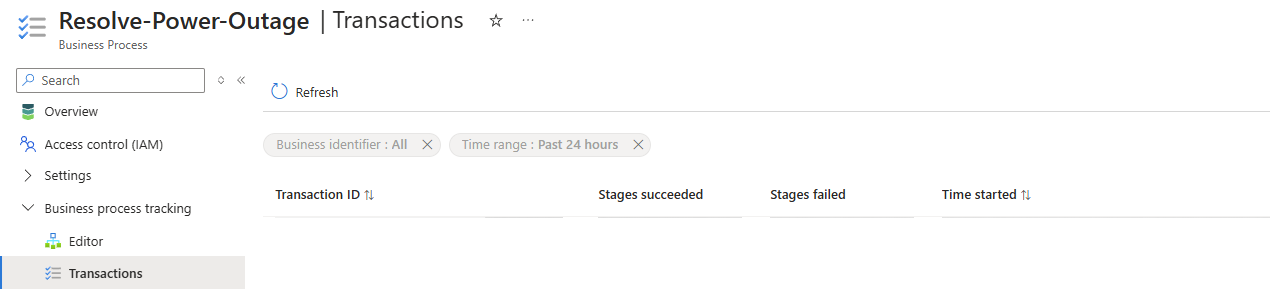 Resolve-Power-Outage | Transactions ☆ ···
Business Process
Search
Refresh
Overview
Access control (IAM)
Settings
Business process tracking
Editor
Transactions
Business identifier : All
Time range : Past 24 hours
Transaction ID
Stages succeeded
Stages failed
Time started